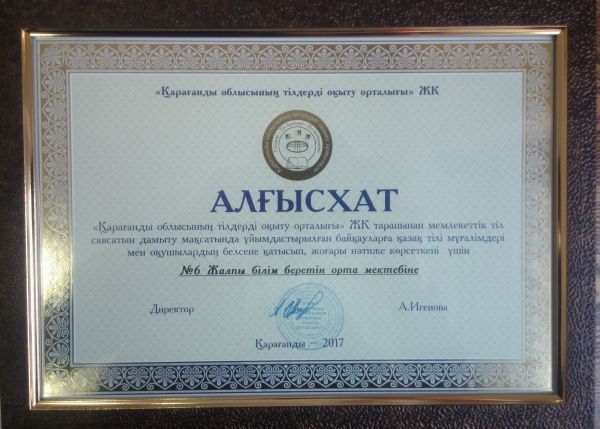 «Қарағанды облысының тілдерді оқыту орталығы» ЖК
АЛҒЫСХАТ
«Қарағанды облысының тілдерді оқыту орталығы» ЖК тарапынан мемлекеттік тіл
саясатын дамыту мақсатында ұйымдастырылған байқауларға қазақ тілі мұғалімдері
мен оқушылардың белсене қатысып, жоғары нәтиже көрсеткені үшін
№6 Жалпы білім беретін орта мектебіне
Директор А.Игенова
Қарағанды 2017